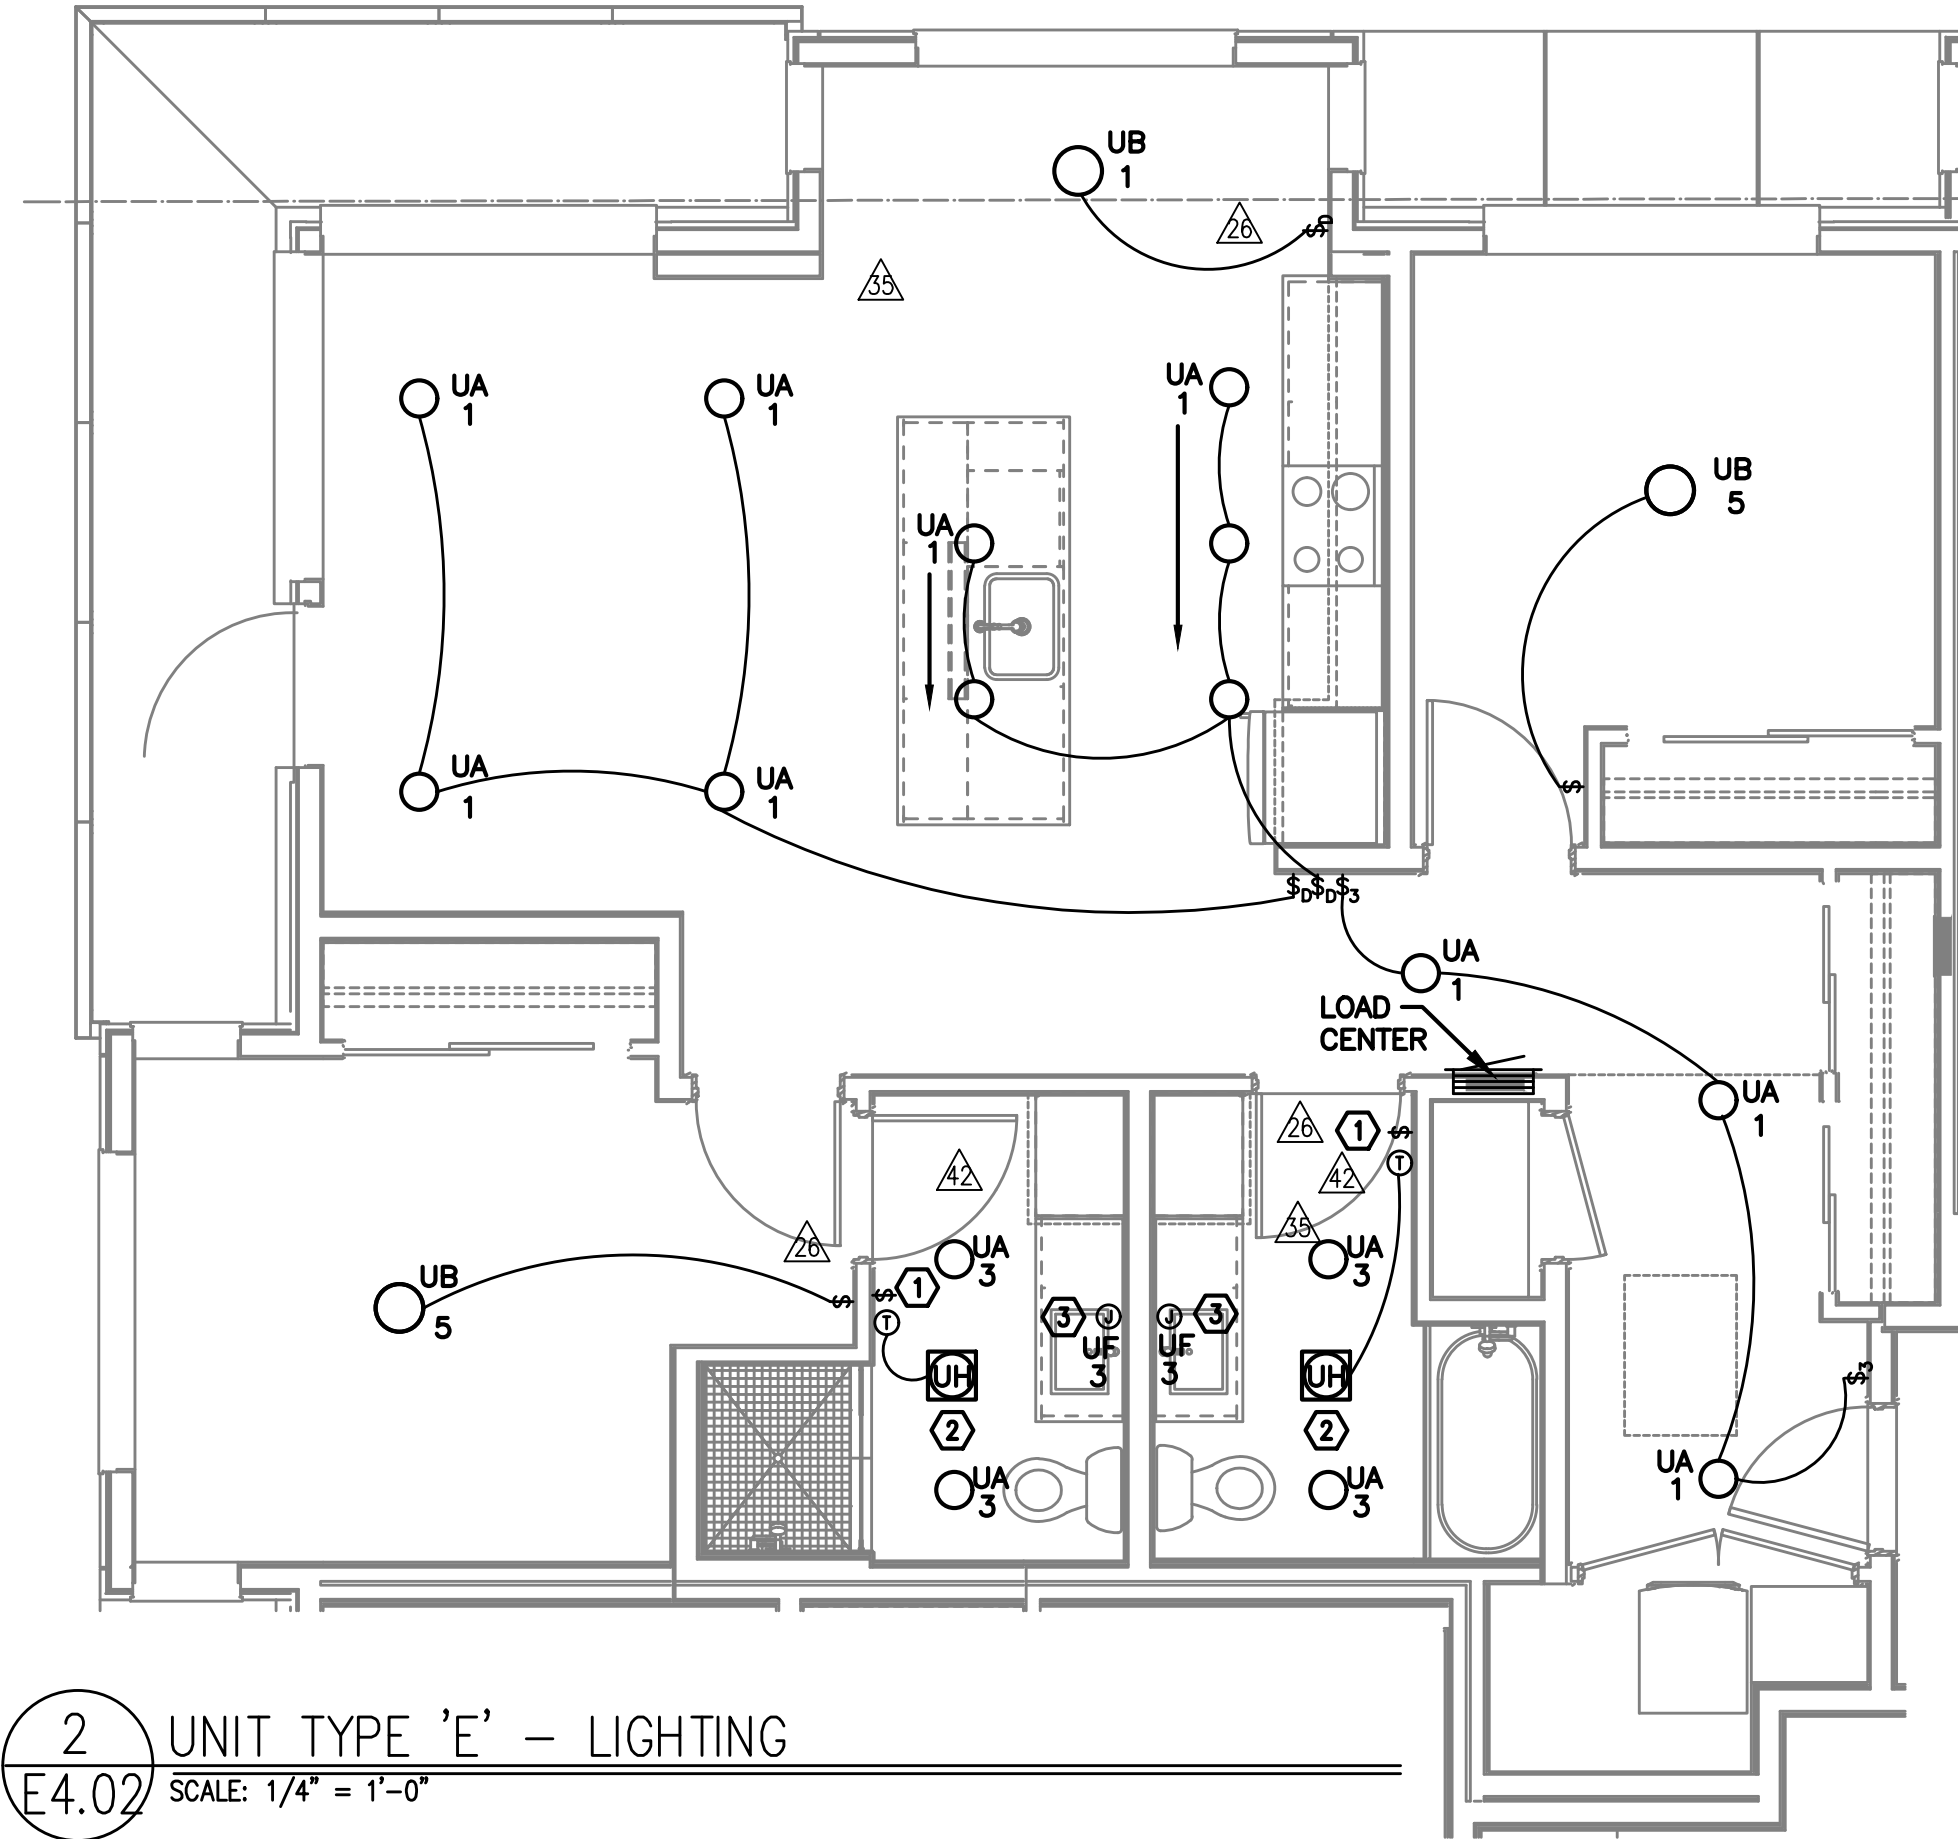 UB
1
26
$D
35
UA
1
UA
1
UA
1
UB
5
UA
1
$
UA
1
UA
1
$D$D$3
UA
1
LOAD
CENTER
UA
1
26
1
$
T
42
42
35
26
UA
3
UA
3
UB
5
$
$
1
T
3
J
UF
3
J
3
UF
3
UH
UH
2
2
$3
UA
1
UA
3
UA
3
2
E4.02
UNIT TYPE 'E' - LIGHTING
SCALE: 1/4" = 1'-0"